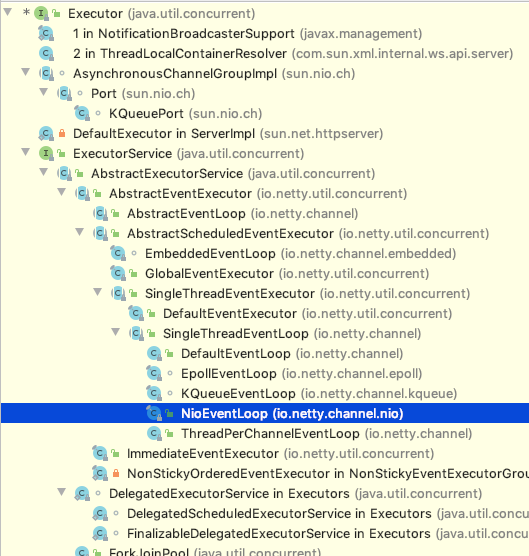 * Executor (java.util.concurrent)
1 in NotificationBroadcasterSupport (javax.management)
2 in ThreadLocalContainerResolver (com.sun.xml.internal.ws.api.server)
AsynchronousChannelGroupImpl (sun.nio.ch)
Port (sun.nio.ch)
KQueuePort (sun.nio.ch)
DefaultExecutor in ServerImpl (sun.net.httpserver)
ExecutorService (java.util.concurrent)
AbstractExecutorService (java.util.concurrent)
AbstractEventExecutor (io.netty.util.concurrent)
AbstractEventLoop (io.netty.channel)
AbstractScheduledEventExecutor (io.netty.util.concurrent)
EmbeddedEventLoop (io.netty.channel.embedded)
GlobalEventExecutor (io.netty.util.concurrent)
SingleThreadEventExecutor (io.netty.util.concurrent)
DefaultEventExecutor (io.netty.util.concurrent)
SingleThreadEventLoop (io.netty.channel)
DefaultEventLoop (io.netty.channel)
EpollEventLoop (io.netty.channel.epoll)
KQueueEventLoop (io.netty.channel.kqueue)
NioEventLoop (io.netty.channel.nio)
ThreadPerChannelEventLoop (io.netty.channel)
ImmediateEventExecutor (io.netty.util.concurrent)
NonStickyOrderedEventExecutor in NonStickyEventExecutorGrou
DelegatedExecutorService in Executors (java.util.concurrent)
DelegatedScheduledExecutorService in Executors (java.util.concurrent)
FinalizableDelegatedExecutorService in Executors (java.util.concurrent)
ForkJoinPool (java.util.concurrent)